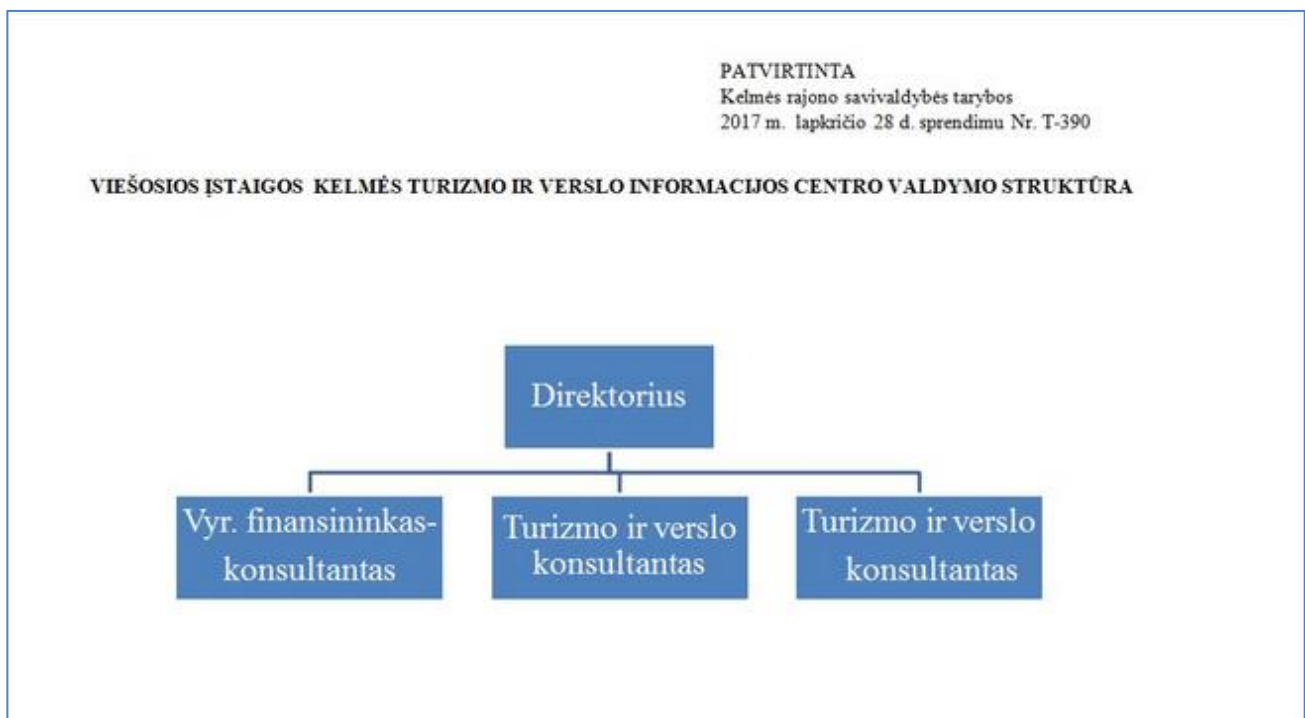 PATVIRTINTA
Kelmės rajono savivaldybės tarybos
2017 m. lapkričio 28 d. sprendimu Nr. T-390
VIEŠOSIOS ĮSTAIGOS KELMĖS TURIZMO IR VERSLO INFORMACIJOS CENTRO VALDYMO STRUKTŪRA
Direktorius
Vyr. finansininkas-
konsultantas
Turizmo ir verslo
konsultantas
Turizmo ir verslo
konsultantas